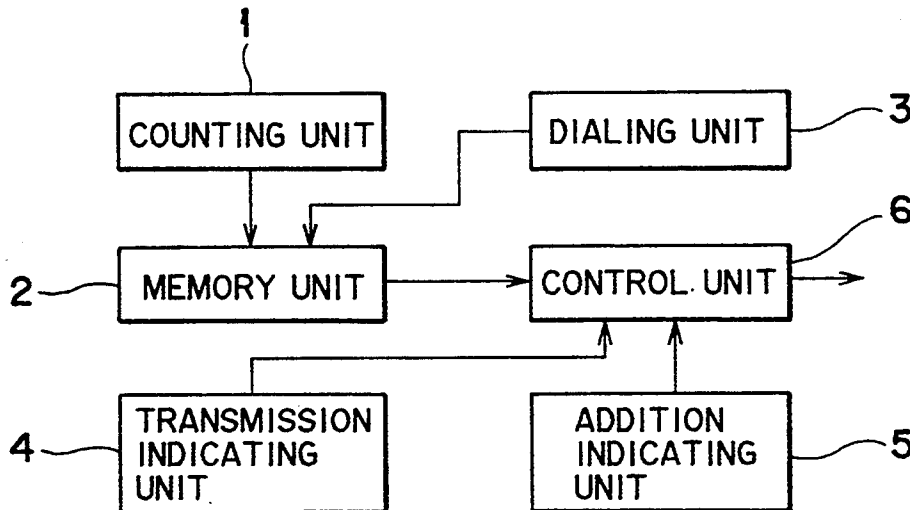 1
COUNTING UNIT
DIALING UNIT
3
6
2
MEMORY UNIT
CONTROL UNIT
4
TRANSMISSION
INDICATING
UNIT
ADDITION
INDICATING
UNIT
5